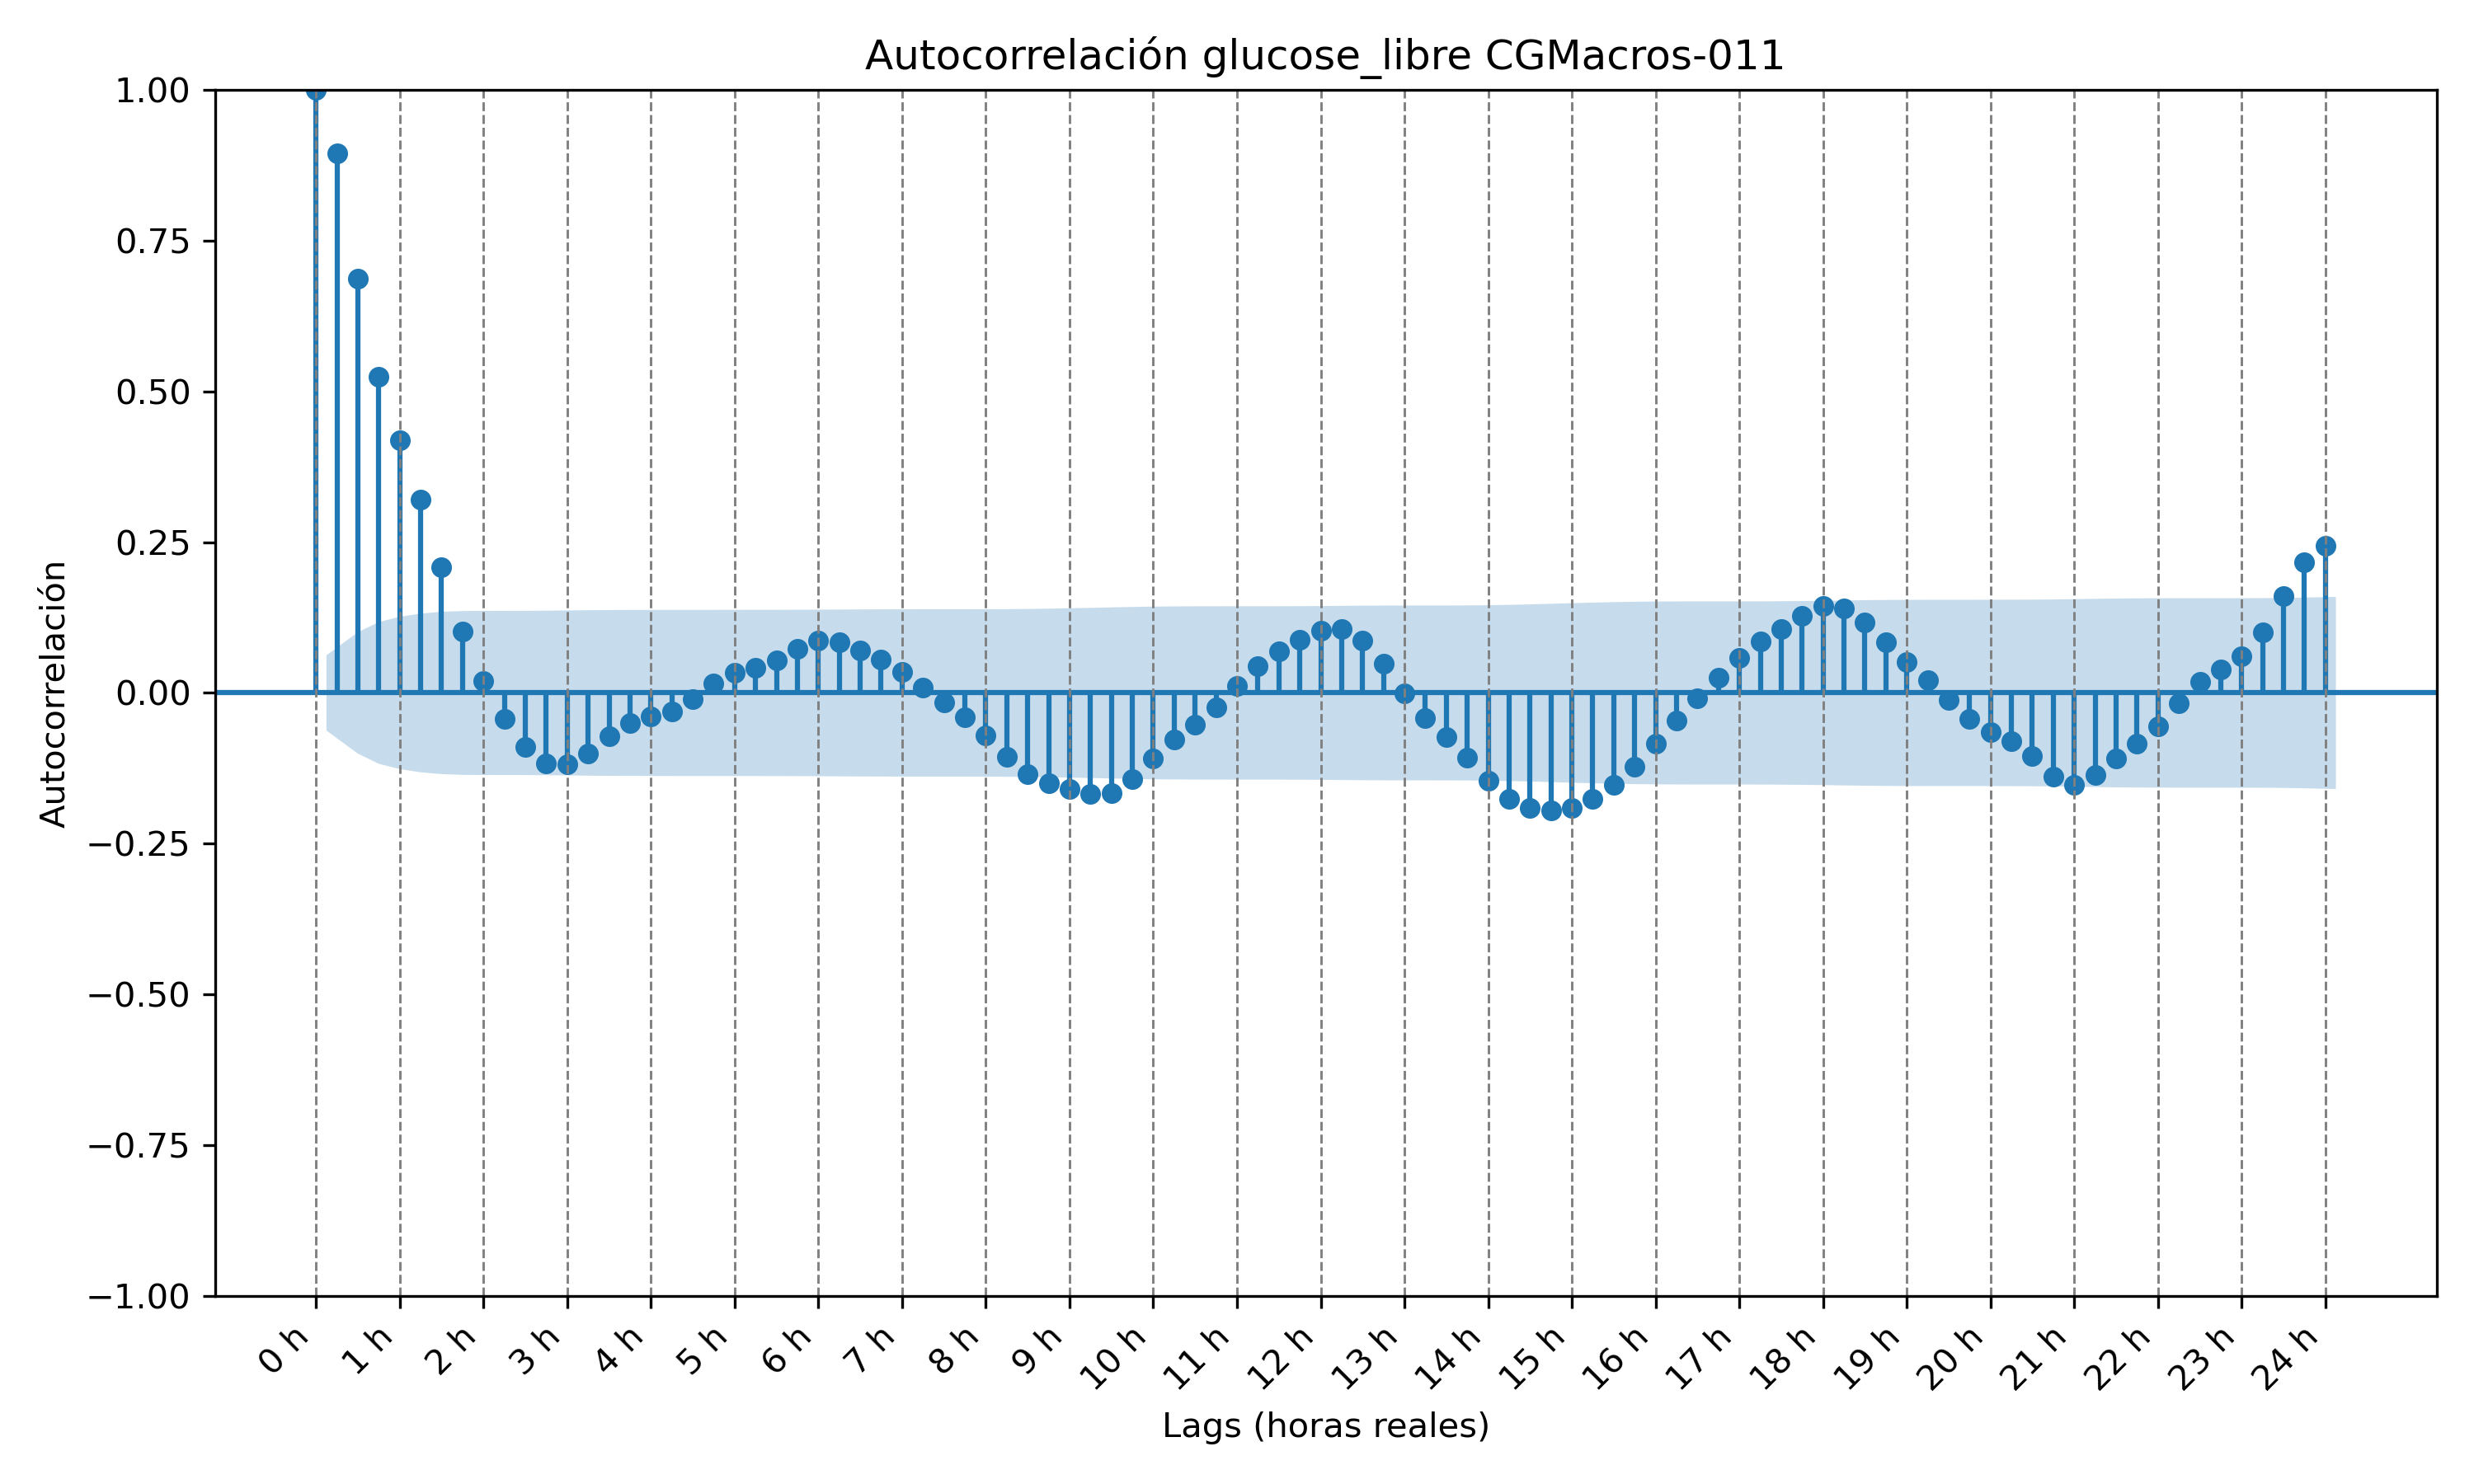 Autocorrelación glucose_libre CGMacros-011
Autocorrelación
1.00
0.75
0.50
0.25
0.00
−0.25
−0.50
−0.75
−1.00
0 h
1 h
2 h
3 h
4 h
5 h
6 h
7 h
8 h
9 h
10 h
11 h
12 h
13 h
14 h
15 h
16 h
17 h
18 h
19 h
20 h
21 h
22 h
23 h
24 h
Lags (horas reales)